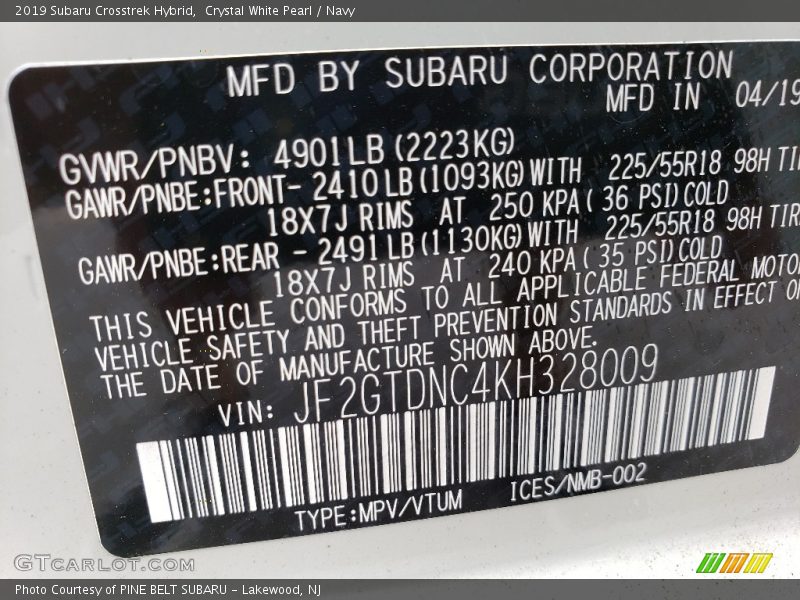 2019 Subaru Crosstrek Hybrid,  Crystal White Pearl / Navy
MFD BY SUBARU CORPORATION
MFD IN 04/19
GVWR/PNBV: 4901LB (2223KG)
GAWR/PNBE:FRONT- 2410LB (1093KG) WITH 225/55R18 98H TI
18X7J RIMS AT 250 KPA ( 36 PSI) COLD
GAWR/PNBE:REAR - 2491LB (1130KG) WITH 225/55R18 98H TIR
18X7J RIMS AT 240 KPA ( 35 PSI) COLD
THIS VEHICLE CONFORMS TO ALL APPLICABLE FEDERAL MOTO
VEHICLE SAFETY AND THEFT PREVENTION STANDARDS IN EFFECT O
THE DATE OF MANUFACTURE SHOWN ABOVE.
VIN: JF2GTDNC4KH328009
TYPE:MPV/VTUM ICES/NMB-002
GTCARLOT.COM
Photo Courtesy of PINE BELT SUBARU - Lakewood, NJ